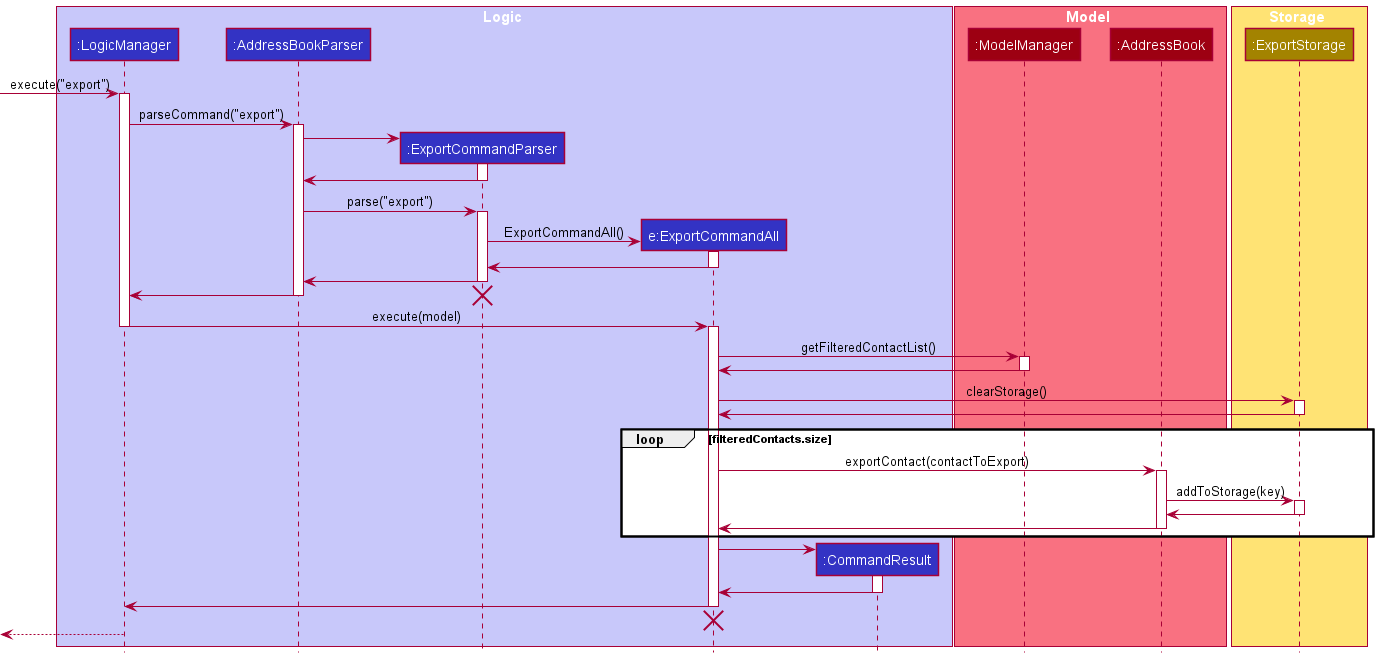 Logic
Model
Storage
:LogicManager
:AddressBookParser
:ModelManager
:AddressBook
:ExportStorage
execute("export")
parseCommand("export")
:ExportCommandParser
parse("export")
ExportCommandAll()
e:ExportCommandAll
execute(model)
getFilteredContactList()
clearStorage()
loop
[filteredContacts.size]
exportContact(contactToExport)
addToStorage(key)
:CommandResult